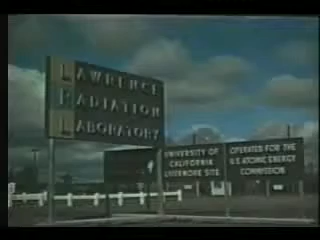 LAWRENCE
RADIATION
LABORATORY
UNIVERSITY OF
CALIFORNIA
LIVERMORE SITE
OPERATED FOR THE
U.S. ATOMIC ENERGY
COMMISSION